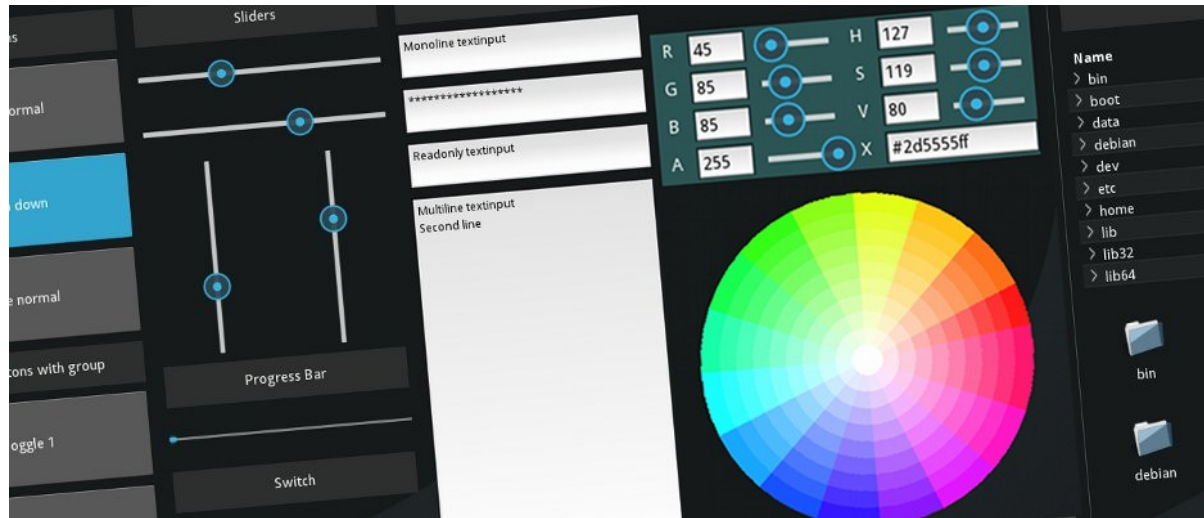 ns
ormal
n down
e normal
tons with group
oggle 1
Sliders
Progress Bar
Switch
Monoline textinput
******************
Readonly textinput
Multiline textinput
Second line
R 45 H 127
G 85 S 119
B 85 V 80
A 255 X #2d5555ff
Name
> bin
> boot
> data
> debian
> dev
> etc
> home
> lib
> lib32
> lib64
bin
debian